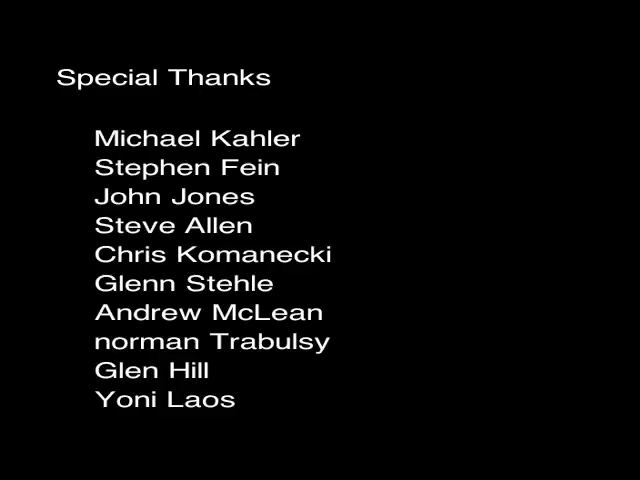 Special Thanks
Michael Kahler
Stephen Fein
John Jones
Steve Allen
Chris Komanecki
Glenn Stehle
Andrew McLean
norman Trabulsy
Glen Hill
Yoni Laos